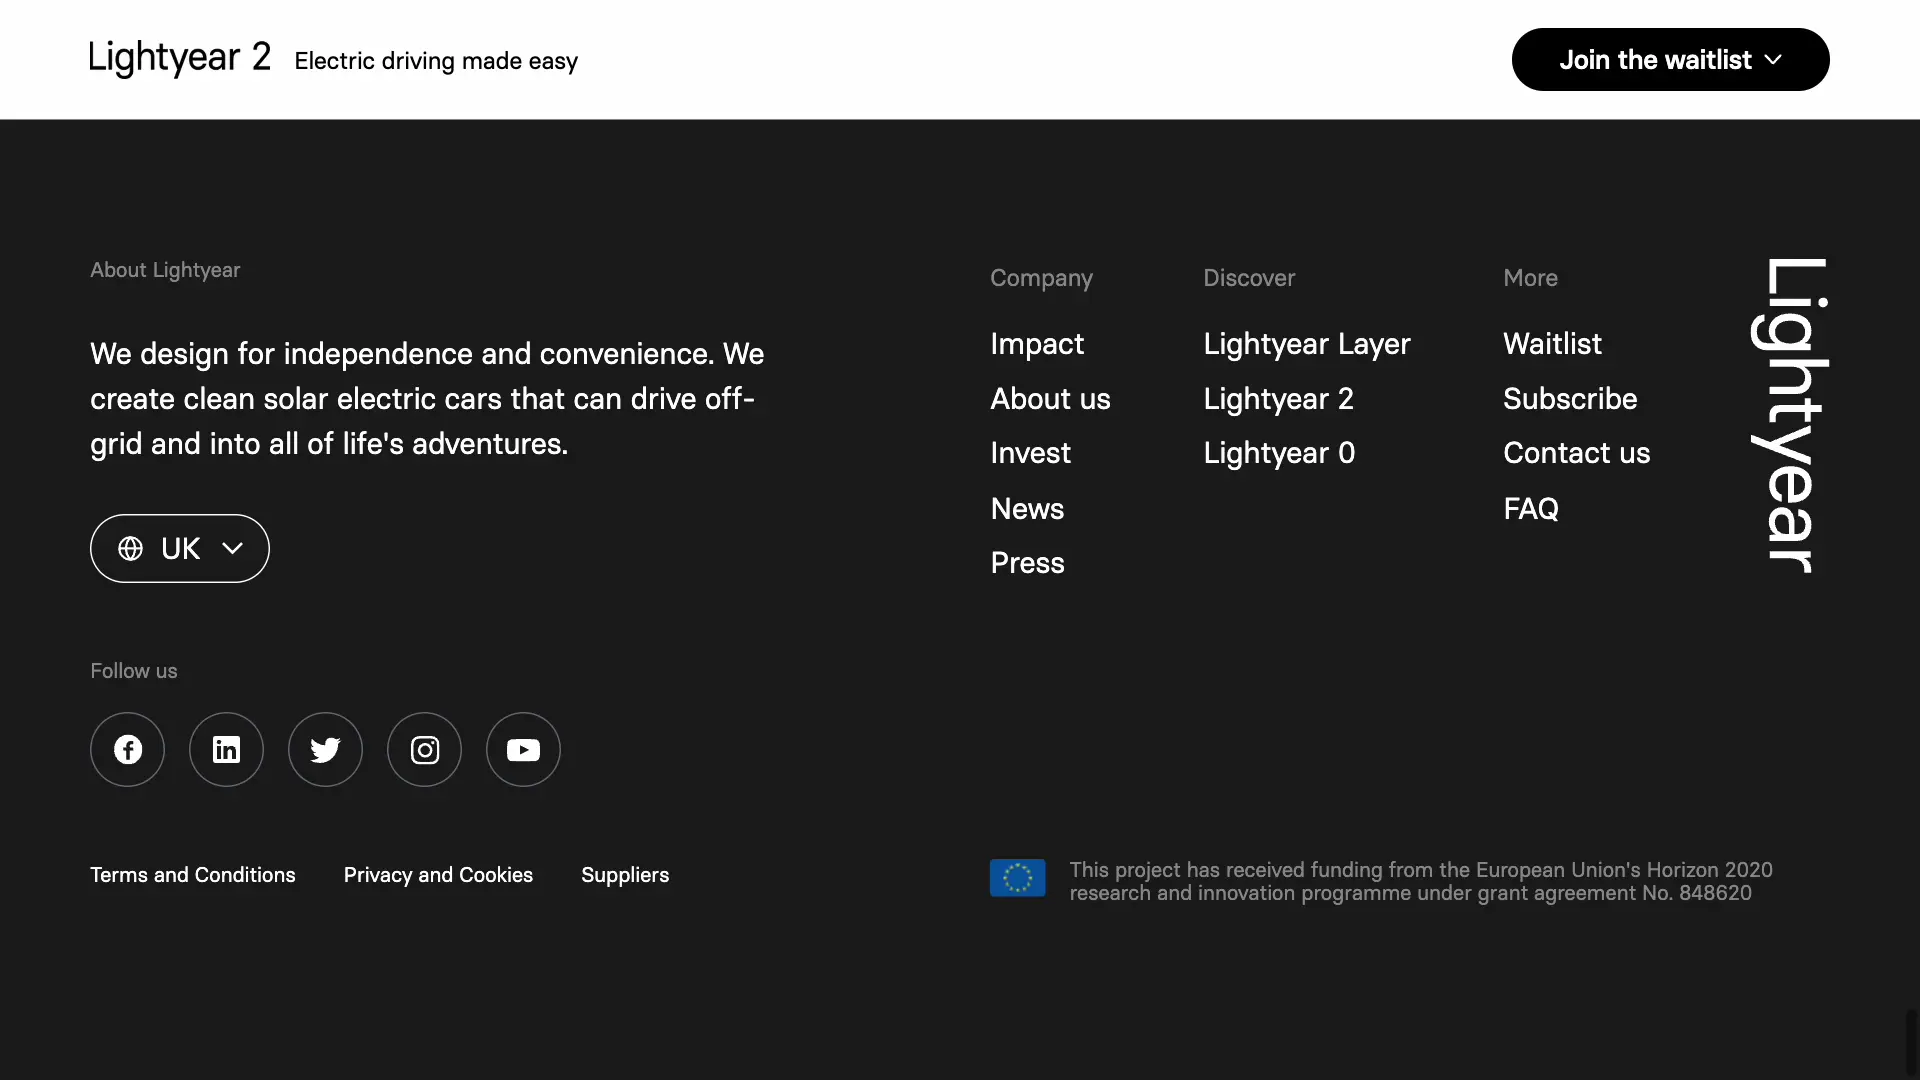 Lightyear 2
Electric driving made easy
Join the waitlist
About Lightyear
We design for independence and convenience. We
create clean solar electric cars that can drive off-
grid and into all of life's adventures.
UK
Follow us
Terms and Conditions
Privacy and Cookies
Suppliers
Company
Impact
About us
Invest
News
Press
Discover
Lightyear Layer
Lightyear 2
Lightyear 0
More
Waitlist
Subscribe
Contact us
FAQ
Lightyear
This project has received funding from the European Union's Horizon 2020
research and innovation programme under grant agreement No. 848620